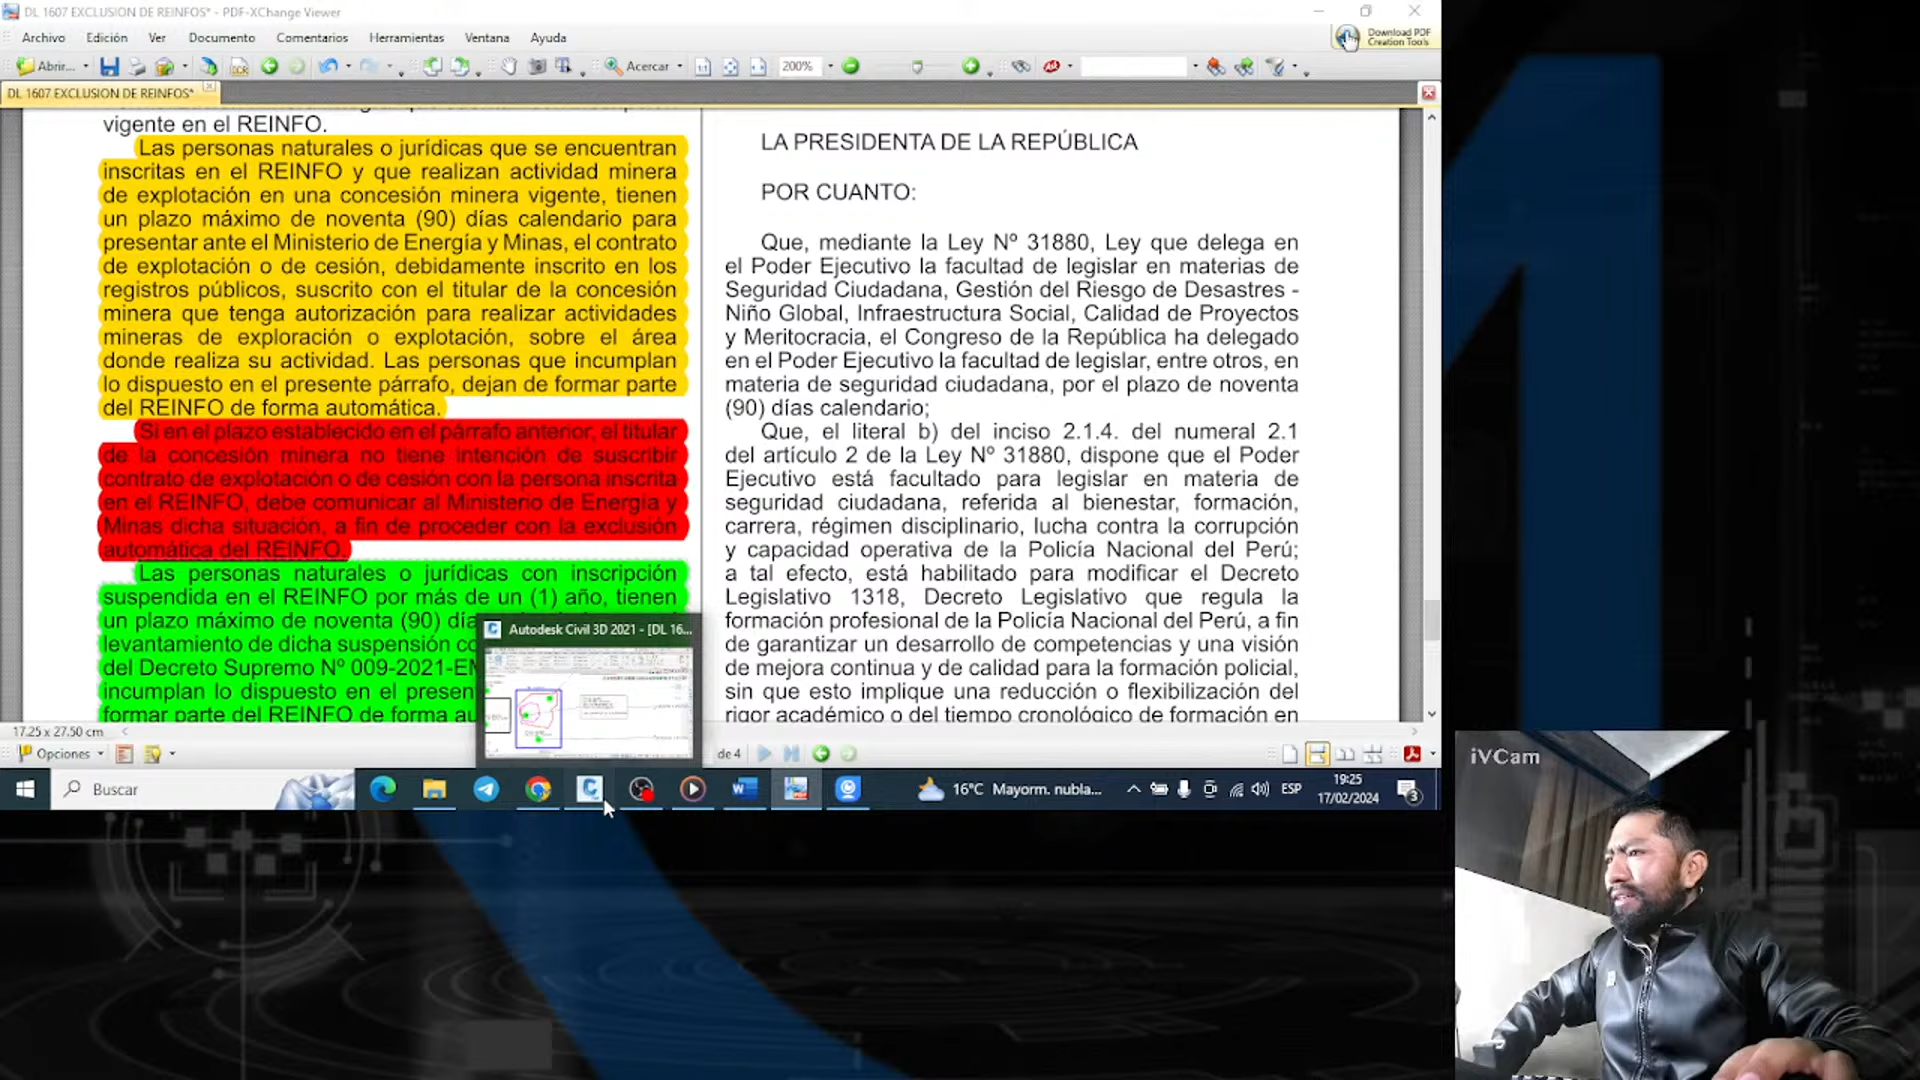 DL 1607 EXCLUSION DE REINFOS* - PDF-XChange Viewer
Archivo Edición Ver Documento Comentarios Herramientas Ventana Ayuda
Download PDF
Creation Tools
Abrir... OCR Acercar 200%
DL 1607 EXCLUSION DE REINFOS*
vigente en el REINFO.
Las personas naturales o jurídicas que se encuentran
inscritas en el REINFO y que realizan actividad minera
de explotación en una concesión minera vigente, tienen
un plazo máximo de noventa (90) días calendario para
presentar ante el Ministerio de Energía y Minas, el contrato
de explotación o de cesión, debidamente inscrito en los
registros públicos, suscrito con el titular de la concesión
minera que tenga autorización para realizar actividades
mineras de exploración o explotación, sobre el área
donde realiza su actividad. Las personas que incumplan
lo dispuesto en el presente párrafo, dejan de formar parte
del REINFO de forma automática.
Si en el plazo establecido en el párrafo anterior, el titular
de la concesión minera no tiene intención de suscribir
contrato de explotación o de cesión con la persona inscrita
en el REINFO, debe comunicar al Ministerio de Energía y
Minas dicha situación, a fin de proceder con la exclusión
automática del REINFO.
Las personas naturales o jurídicas con inscripción
suspendida en el REINFO por más de un (1) año, tienen
un plazo máximo de noventa (90) día
levantamiento de dicha suspensión co
del Decreto Supremo Nº 009-2021-EM
incumplan lo dispuesto en el presen
formar parte del REINFO de forma au
LA PRESIDENTA DE LA REPÚBLICA
POR CUANTO:
Que, mediante la Ley Nº 31880, Ley que delega en
el Poder Ejecutivo la facultad de legislar en materias de
Seguridad Ciudadana, Gestión del Riesgo de Desastres -
Niño Global, Infraestructura Social, Calidad de Proyectos
y Meritocracia, el Congreso de la República ha delegado
en el Poder Ejecutivo la facultad de legislar, entre otros, en
materia de seguridad ciudadana, por el plazo de noventa
(90) días calendario;
Que, el literal b) del inciso 2.1.4. del numeral 2.1
del artículo 2 de la Ley Nº 31880, dispone que el Poder
Ejecutivo está facultado para legislar en materia de
seguridad ciudadana, referida al bienestar, formación,
carrera, régimen disciplinario, lucha contra la corrupción
y capacidad operativa de la Policía Nacional del Perú;
a tal efecto, está habilitado para modificar el Decreto
Legislativo 1318, Decreto Legislativo que regula la
formación profesional de la Policía Nacional del Perú, a fin
de garantizar un desarrollo de competencias y una visión
de mejora continua y de calidad para la formación policial,
sin que esto implique una reducción o flexibilización del
rigor académico o del tiempo cronológico de formación en
Autodesk Civil 3D 2021 - [DL 16...
17.25 x 27.50 cm
Opciones
de 4
Buscar
16°C Mayorm. nubla...
ESP
19:25
17/02/2024
3
iVCam